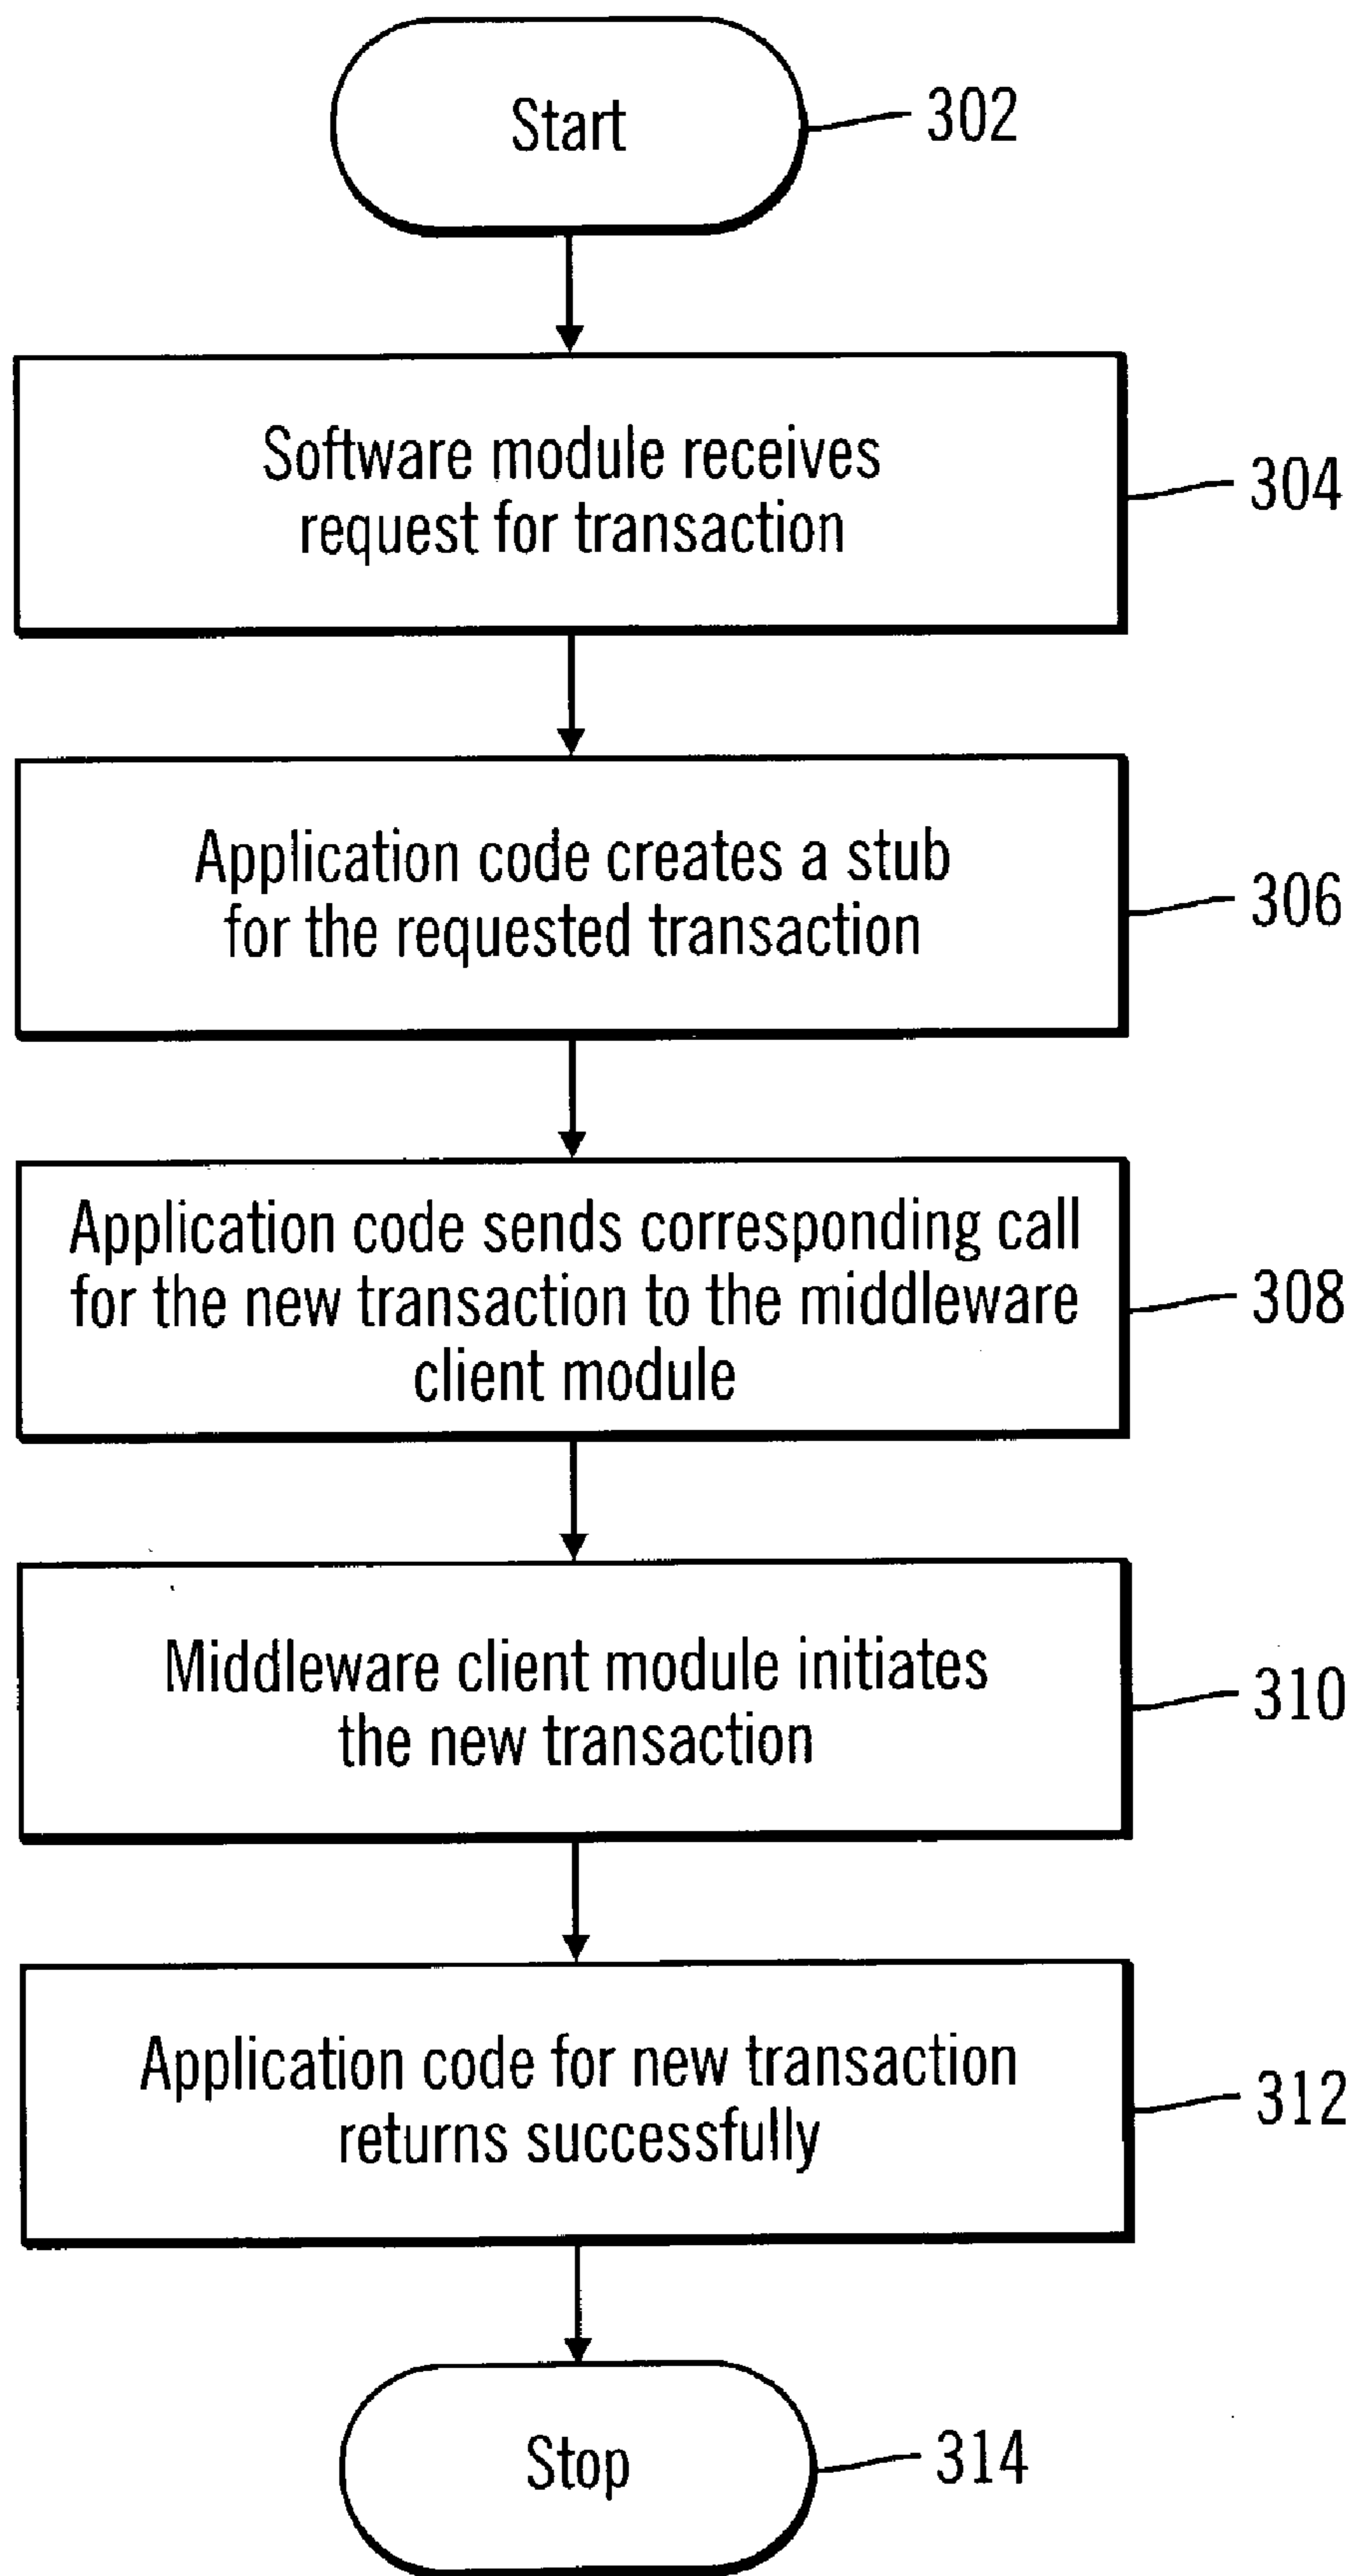 Start
302
Software module receives
request for transaction
304
Application code creates a stub
for the requested transaction
306
Application code sends corresponding call
for the new transaction to the middleware
client module
308
Middleware client module initiates
the new transaction
310
Application code for new transaction
returns successfully
312
Stop
314